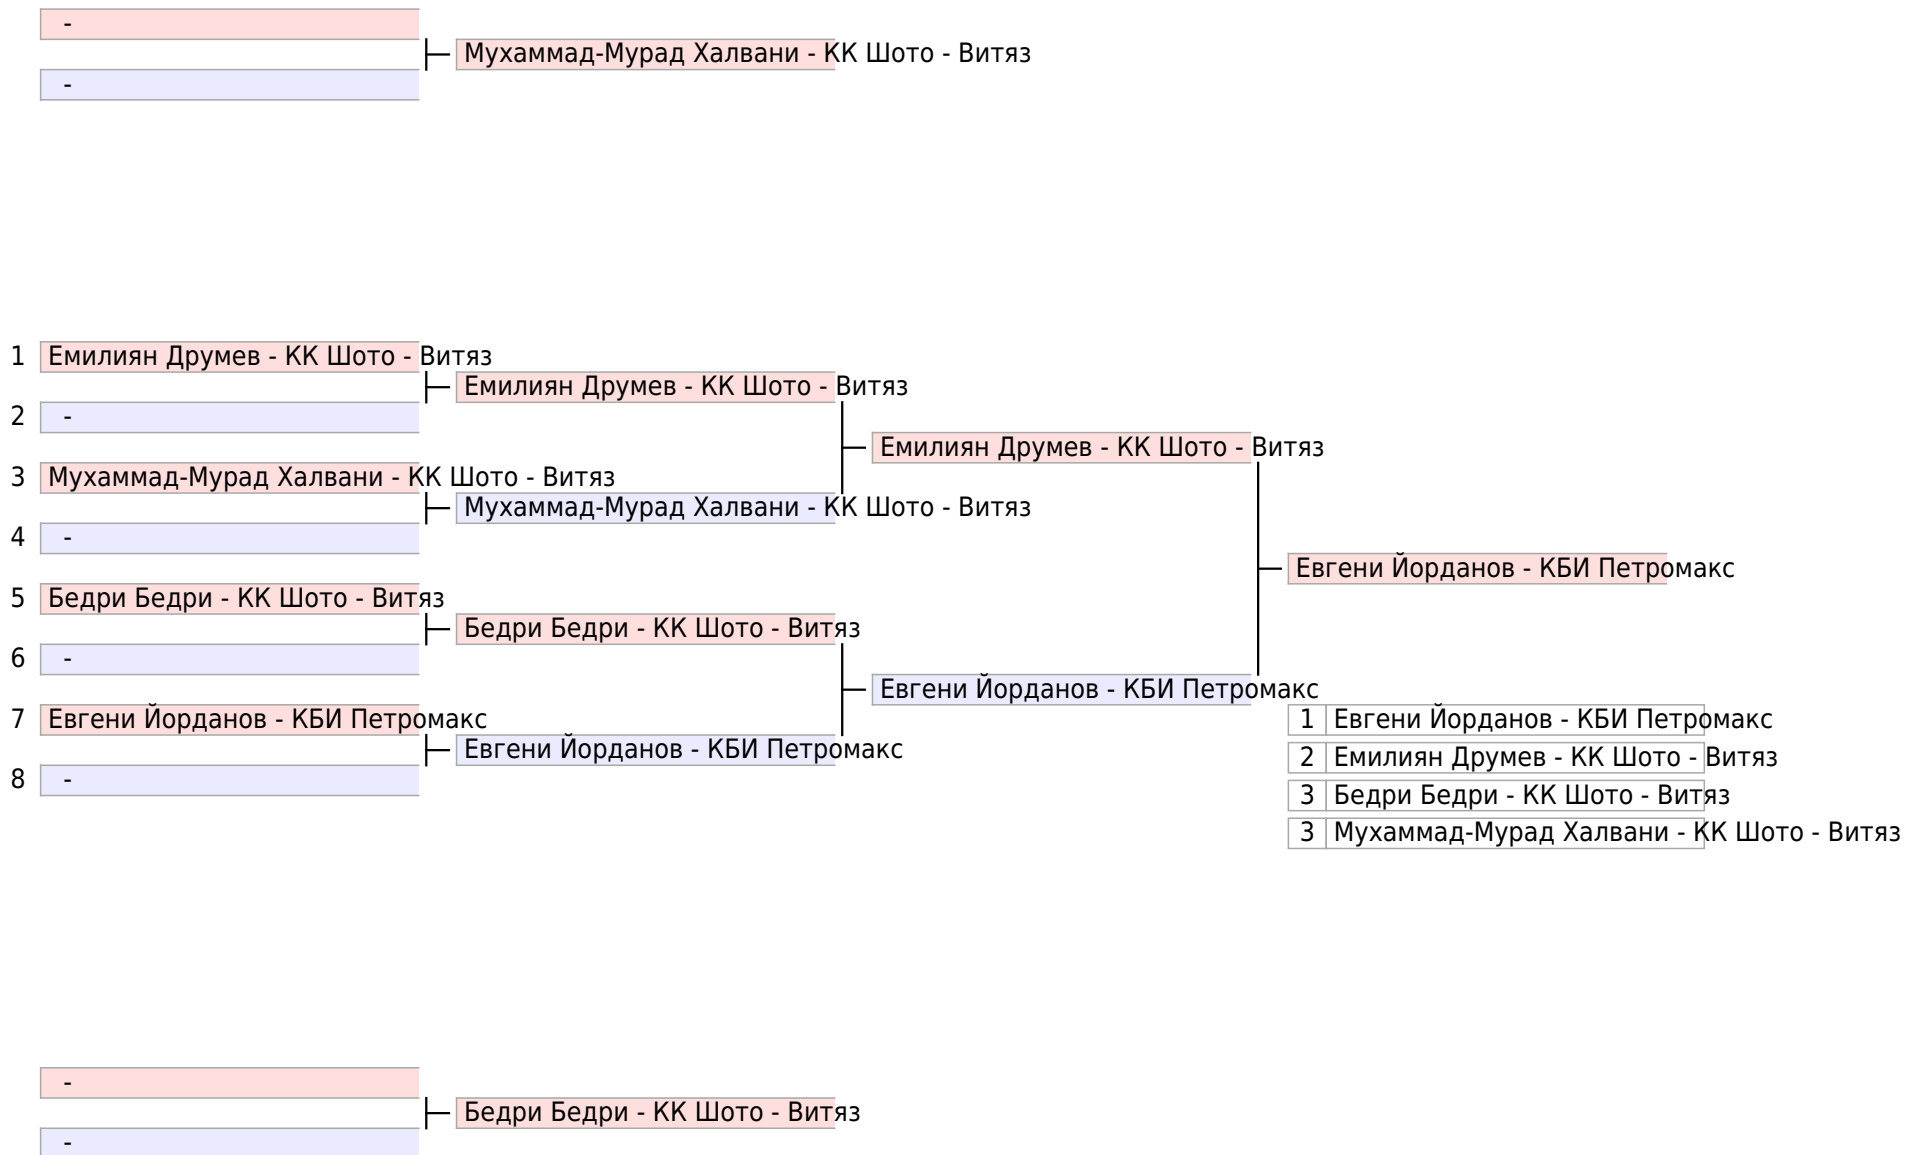 -
Мухаммад-Мурад Халвани - КК Шото - Витяз
-
1 Емилиян Друмев - КК Шото - Витяз
Емилиян Друмев - КК Шото - Витяз
2 -
Емилиян Друмев - КК Шото - Витяз
3 Мухаммад-Мурад Халвани - КК Шото - Витяз
Мухаммад-Мурад Халвани - КК Шото - Витяз
4 -
Евгени Йорданов - КБИ Петромакс
5 Бедри Бедри - КК Шото - Витяз
Бедри Бедри - КК Шото - Витяз
6 -
Евгени Йорданов - КБИ Петромакс
7 Евгени Йорданов - КБИ Петромакс
1 Евгени Йорданов - КБИ Петромакс
Евгени Йорданов - КБИ Петромакс
2 Емилиян Друмев - КК Шото - Витяз
8 -
3 Бедри Бедри - КК Шото - Витяз
3 Мухаммад-Мурад Халвани - КК Шото - Витяз
-
Бедри Бедри - КК Шото - Витяз
-